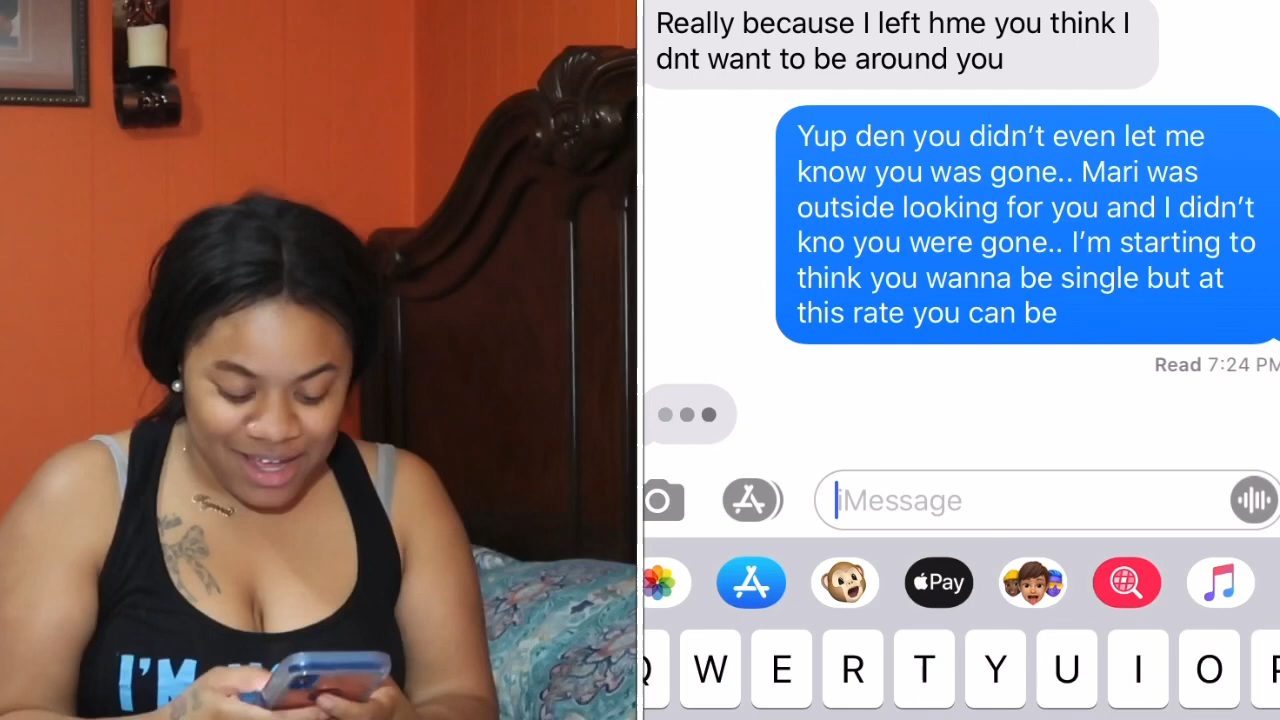 Really because I left hme you think I
dnt want to be around you
Yup den you didn't even let me
know you was gone.. Mari was
outside looking for you and I didn't
kno you were gone.. I'm starting to
think you wanna be single but at
this rate you can be
Read 7:24 PM
iMessage
Pay
Q W E R T Y U I O P
I'M